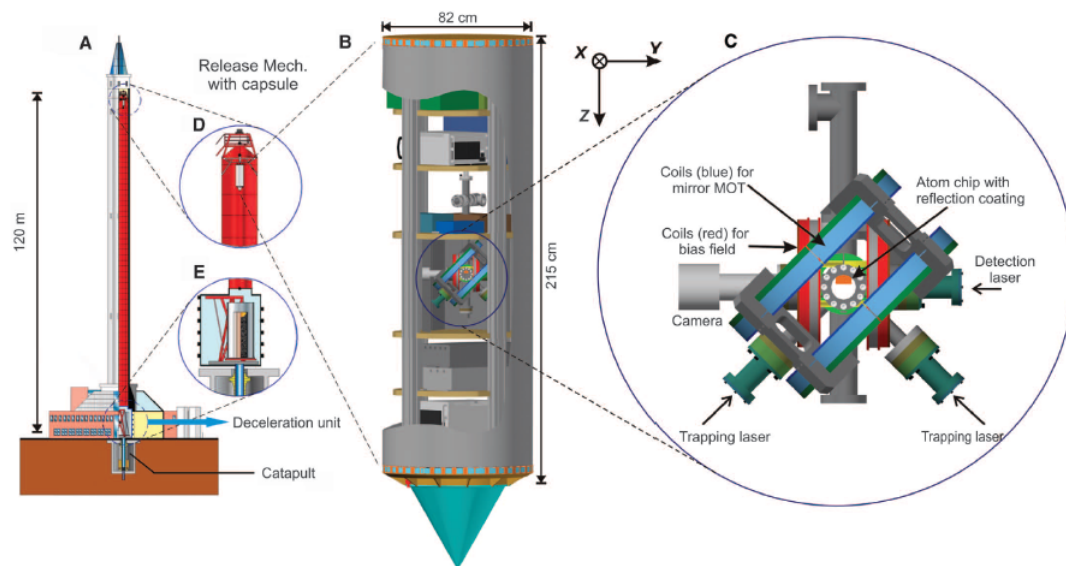 82 cm
A
B
X
Y
Z
C
Release Mech.
with capsule
D
120 m
E
215 cm
Coils (blue) for
mirror MOT
Atom chip with
reflection coating
Coils (red) for
bias field
Detection
laser
Camera
Deceleration unit
Trapping laser
Trapping laser
Catapult